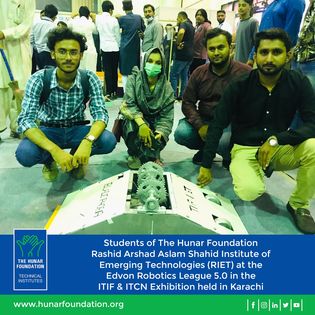 THE HUNAR
FOUNDATION
TECHNICAL
INSTITUTES
Students of The Hunar Foundation
Rashid Arshad Aslam Shahid Institute of
Emerging Technologies (RIET) at the
Edvon Robotics League 5.0 in the
ITIF & ITCN Exhibition held in Karachi
www.hunarfoundation.org